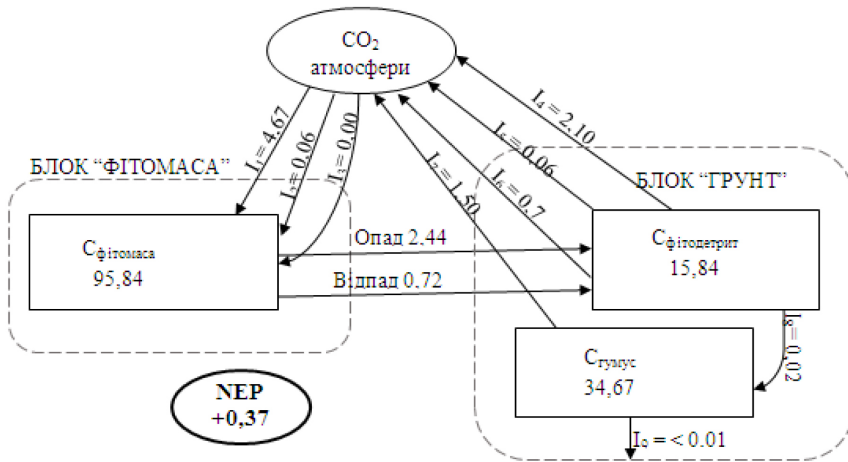 CO₂
атмосфери
I₁ = 4,67
I₂ = 0,06
I₃ = 0,00
I₄ = 2,10
I₅ = 0,06
I₆ = 0,7
I₇ = 1,50
БЛОК “ФІТОМАСА”
БЛОК “ГРУНТ”
Cфітомаса
95,84
Опад 2,44
Відпад 0.72
Cфітодетрит
15,84
I₈ = 0,02
Cгумус
34,67
NEP
+0,37
I₉ = < 0.01